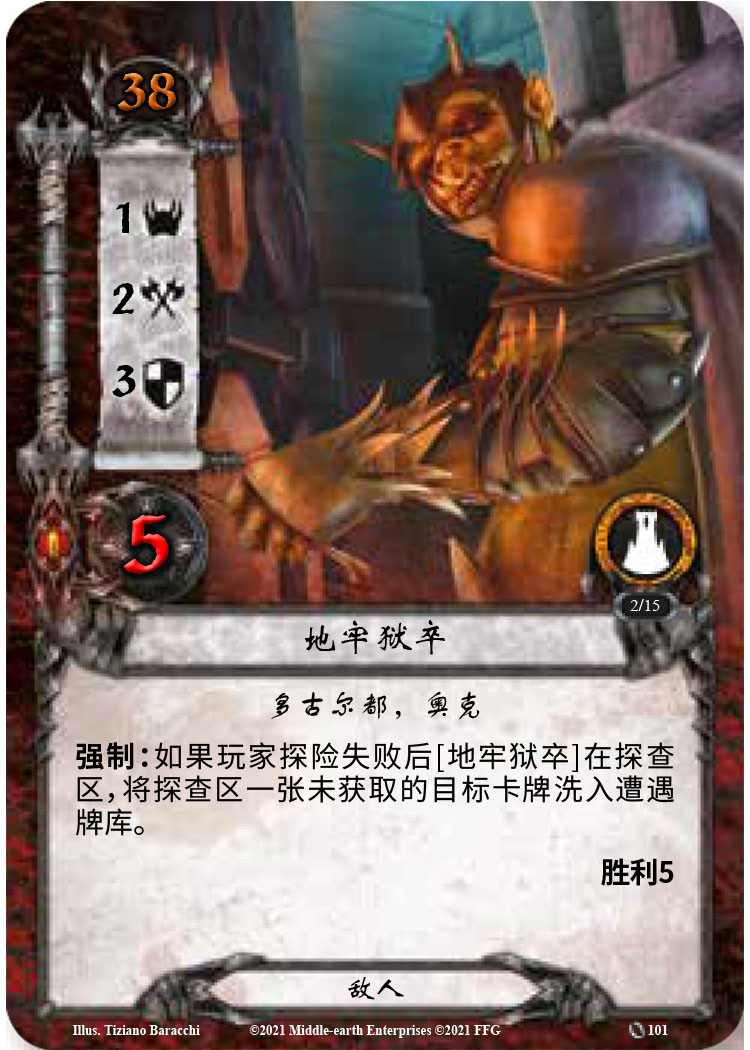 38
1
2
3
5
2/15
地牢狱卒
多古尔都，奥克
强制：如果玩家探险失败后[地牢狱卒]在探查
区，将探查区一张未获取的目标卡牌洗入遭遇
牌库。
胜利5
敌人
Illus. Tiziano Baracchi ©2021 Middle-earth Enterprises ©2021 FFG 101